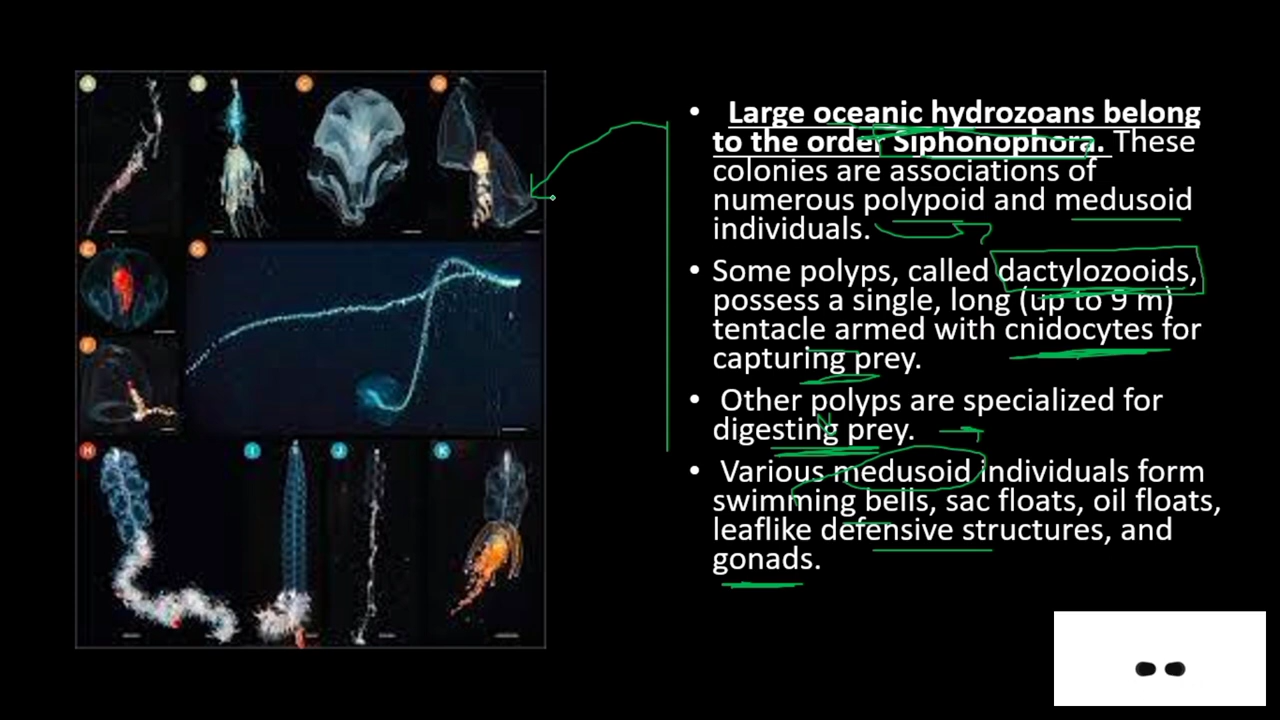 • Large oceanic hydrozoans belong
to the order Siphonophora. These
colonies are associations of
numerous polypoid and medusoid
individuals.
• Some polyps, called dactylozooids,
possess a single, long (up to 9 m)
tentacle armed with cnidocytes for
capturing prey.
• Other polyps are specialized for
digesting prey.
• Various medusoid individuals form
swimming bells, sac floats, oil floats,
leaflike defensive structures, and
gonads.
A
H
I
J
K